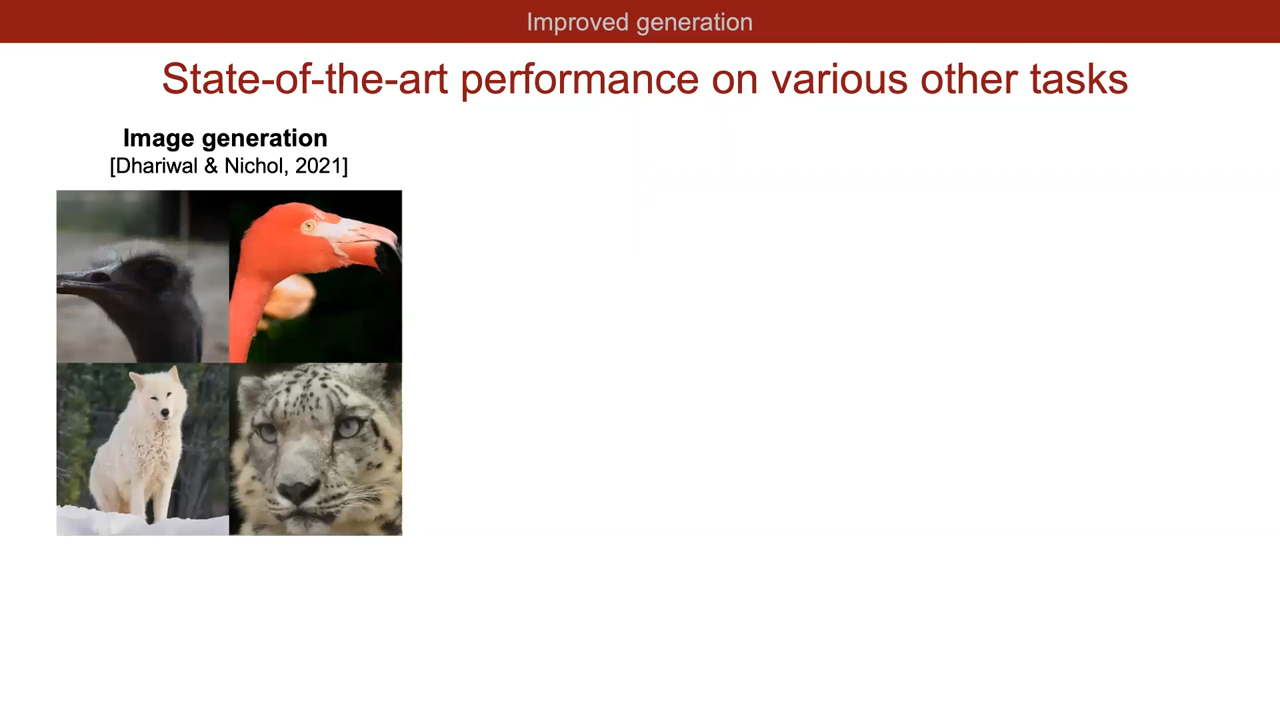 Improved generation
State-of-the-art performance on various other tasks
Image generation
[Dhariwal & Nichol, 2021]